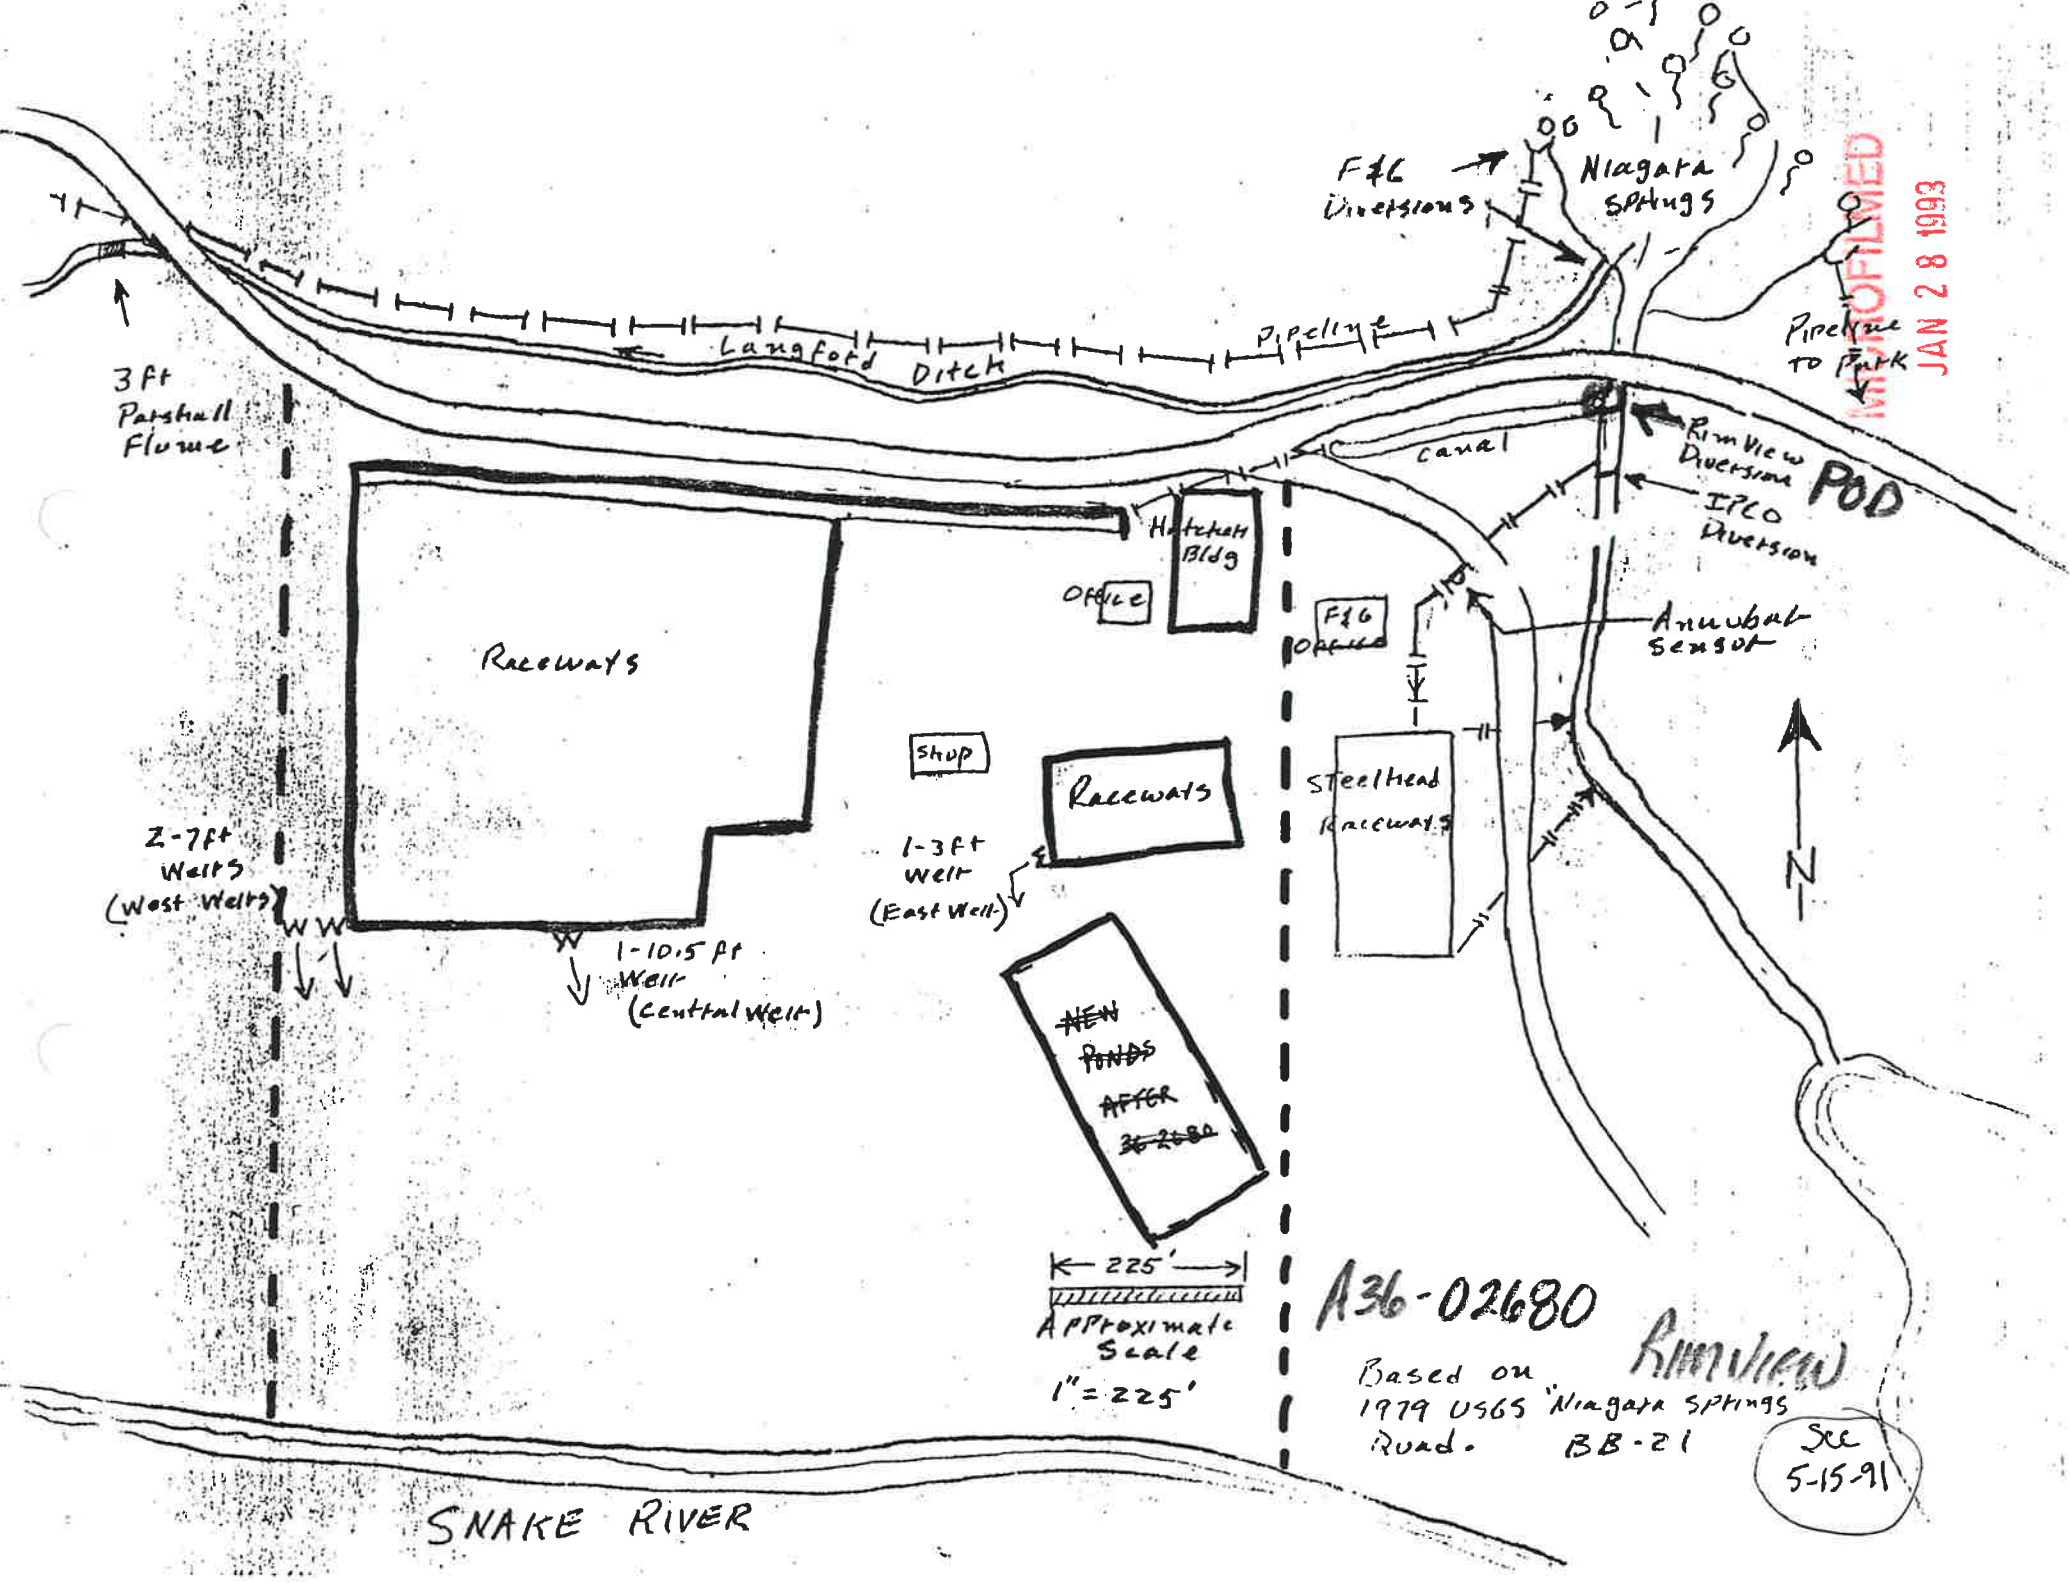 F&G
Diversions
Niagara
Springs
MICROFILMED
JAN 28 1993
Pipeline
To Park
3 ft
Parshall
Flume
Langford
Ditch
Pipeline
canal
Rim View
Diversion
POD
IPCO
Diversion
Hatchery
Bldg
Office
F&G
Office
Annubar
Sensor
Raceways
Shop
Raceways
Steelhead
Raceways
N
2-7ft
Weirs
(West Weirs)
1-3ft
Weir
(East Weir)
1-10.5 ft
Weir
(Central Weir)
NEW
PONDS
AFTER
36-2680
225'
Approximate
Scale
1" = 225'
A36-02680
RIMVIEW
Based on
1979 USGS "Niagara Springs
Quad. BB-21
SNAKE RIVER
5-15-91